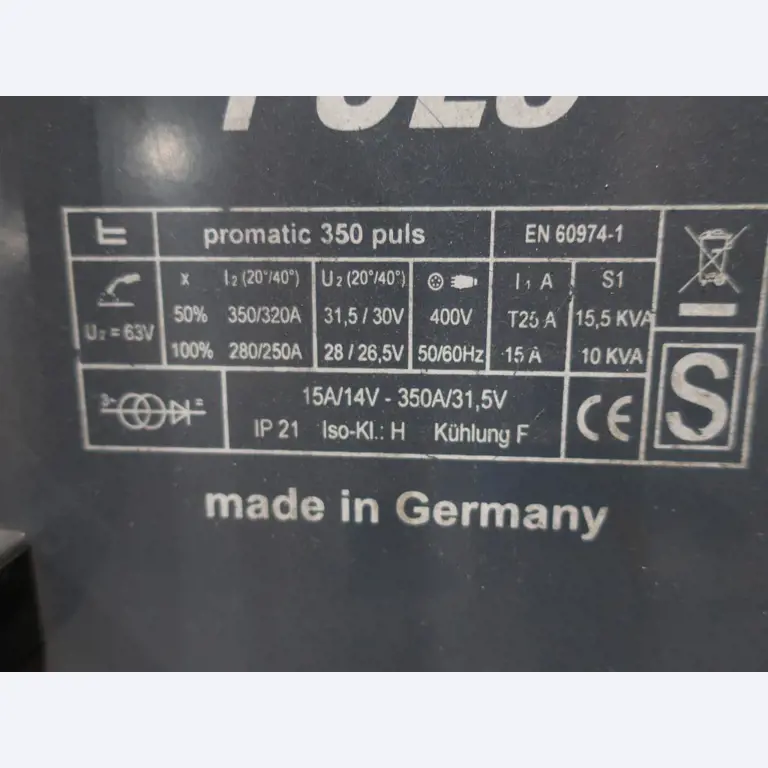 PULS
promatic 350 puls EN 60974-1
x I2 (20°/40°) U2 (20°/40°) I1 A S1
50% 350/320A 31,5 / 30V 400V T25 A 15,5 KVA
U2 = 63V
100% 280/250A 28 / 26,5V 50/60Hz 15 A 10 KVA
3~ =
15A/14V - 350A/31,5V
IP 21 Iso-Kl.: H Kühlung F
CE
S
made in Germany